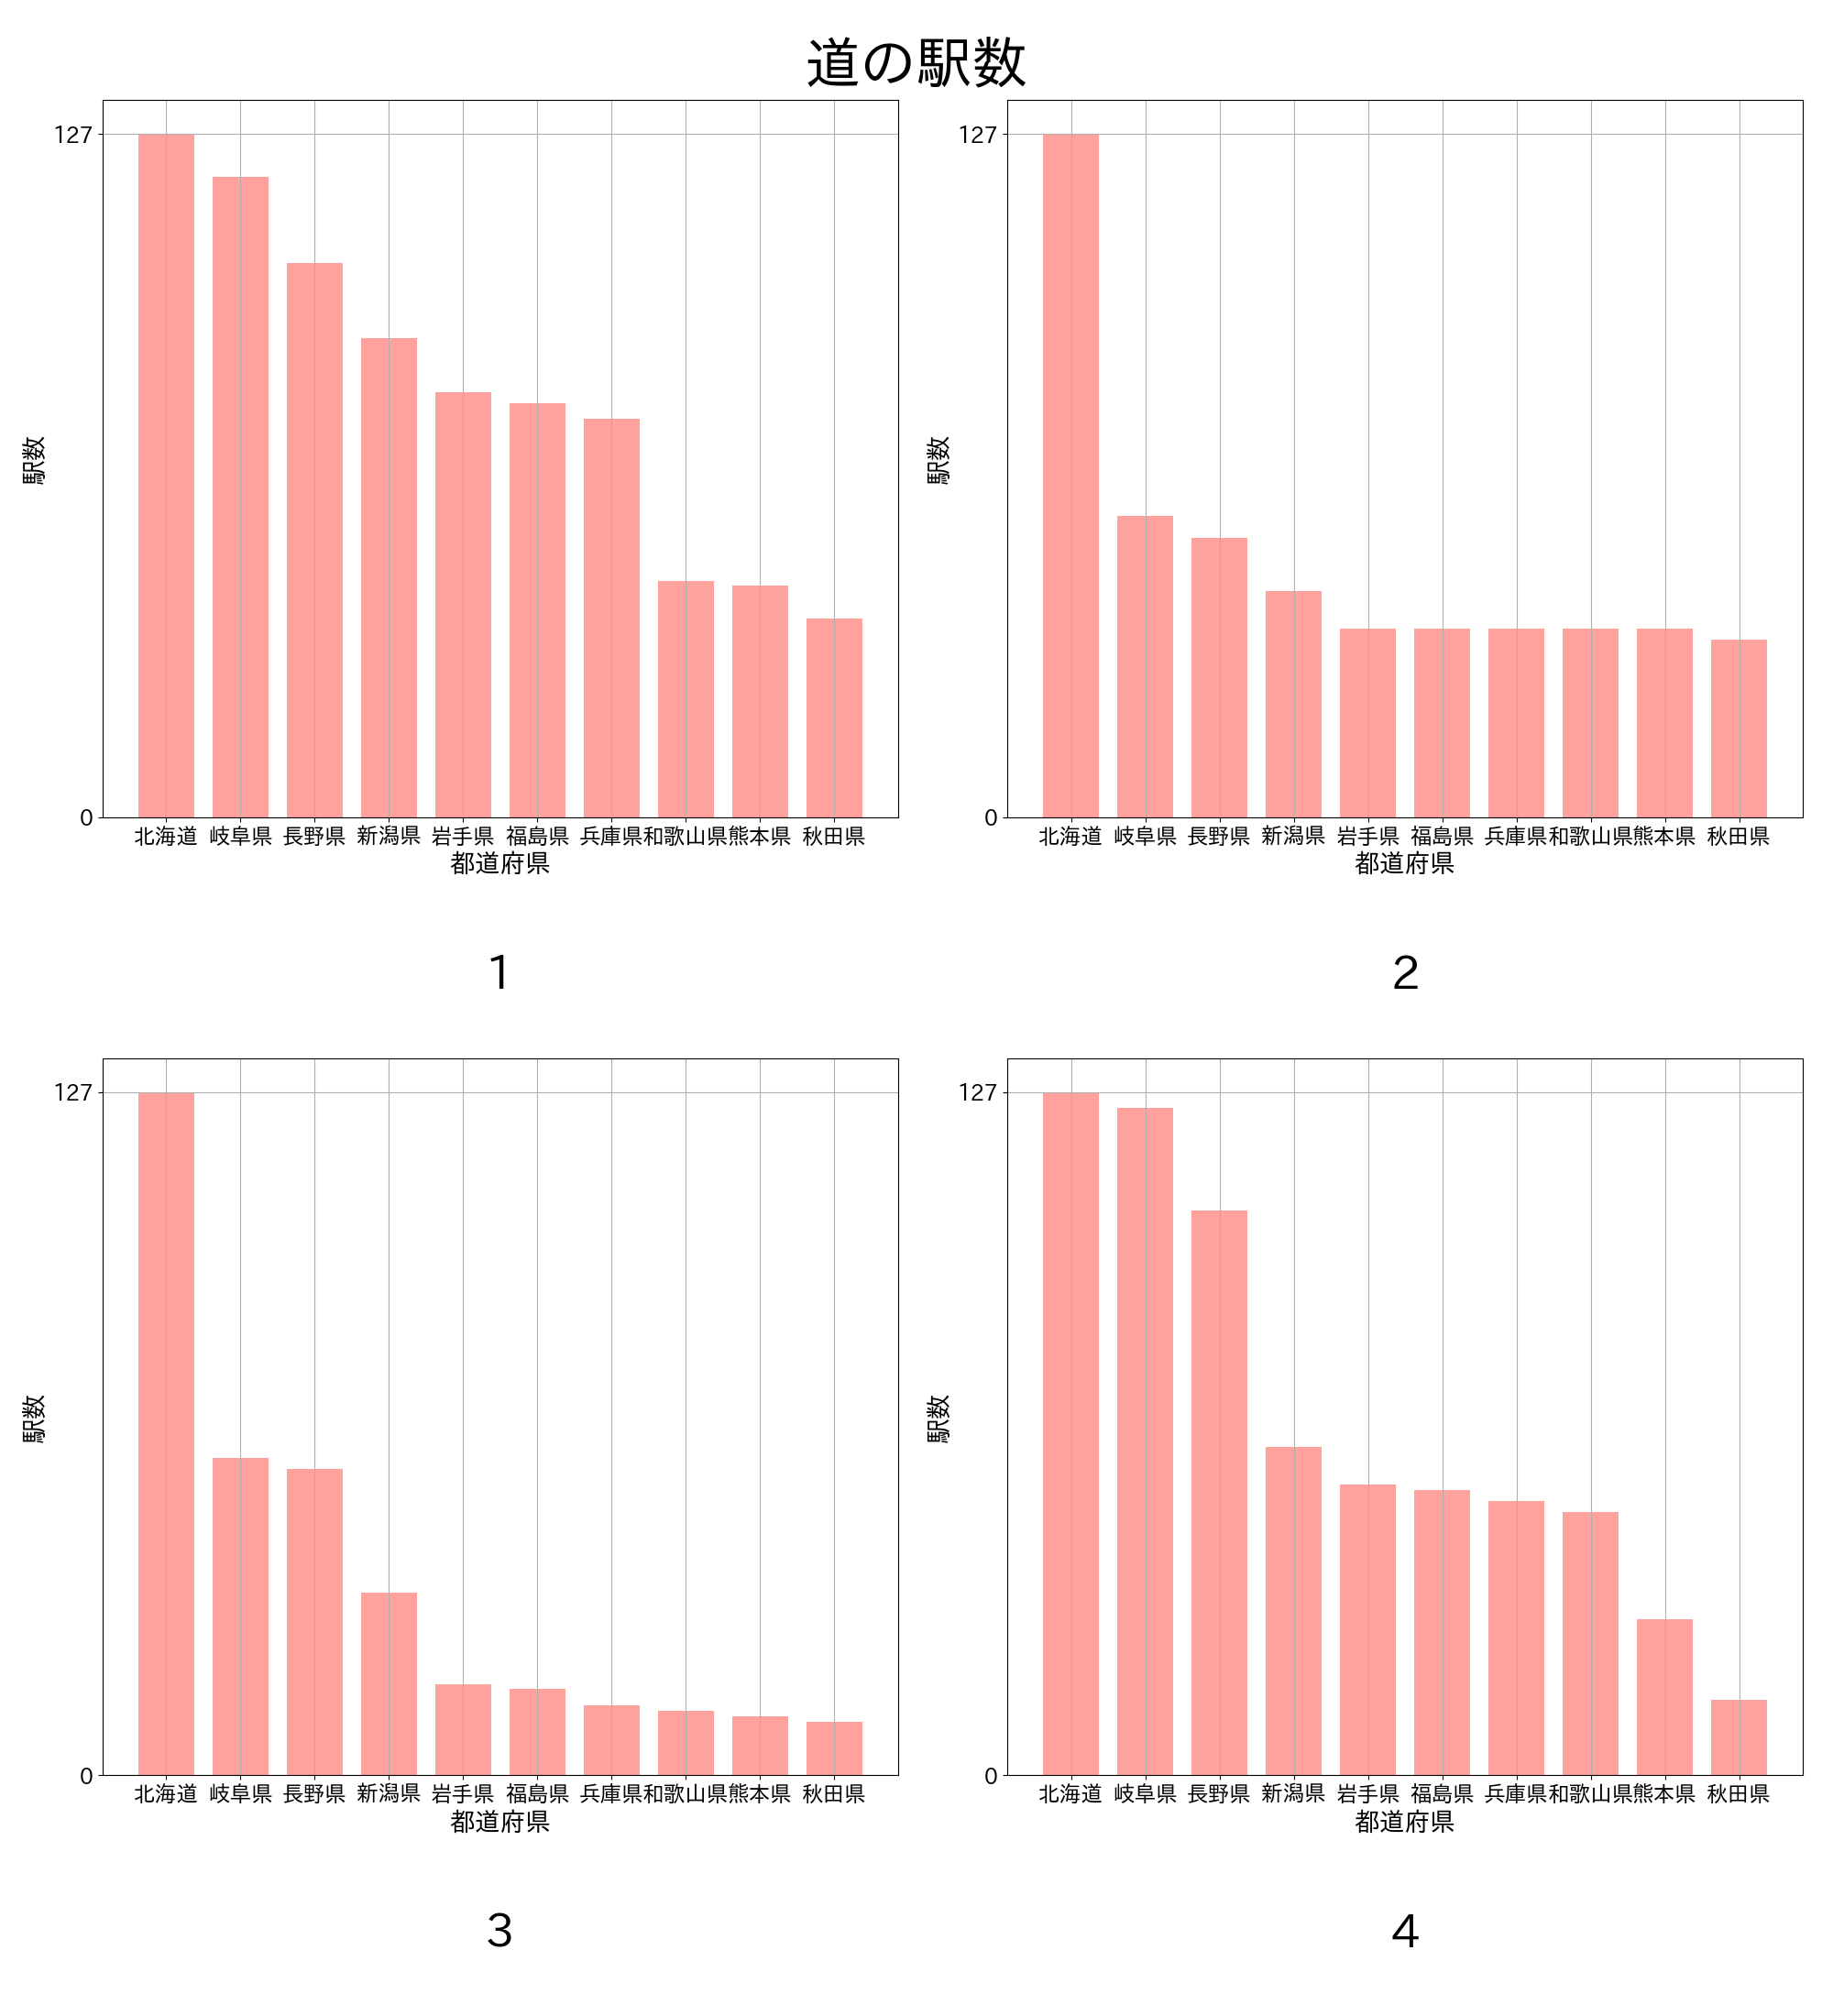 道の駅数
127
0
駅数
北海道 岐阜県 長野県 新潟県 岩手県 福島県 兵庫県 和歌山県 熊本県 秋田県
都道府県
1
127
0
駅数
北海道 岐阜県 長野県 新潟県 岩手県 福島県 兵庫県 和歌山県 熊本県 秋田県
都道府県
2
127
0
駅数
北海道 岐阜県 長野県 新潟県 岩手県 福島県 兵庫県 和歌山県 熊本県 秋田県
都道府県
3
127
0
駅数
北海道 岐阜県 長野県 新潟県 岩手県 福島県 兵庫県 和歌山県 熊本県 秋田県
都道府県
4